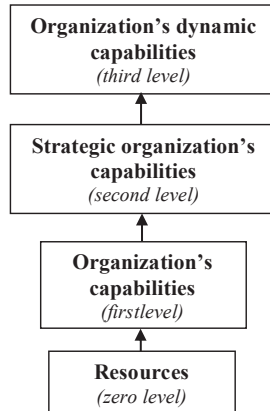 Organization's dynamic
capabilities
(third level)
Strategic organization's
capabilities
(second level)
Organization's
capabilities
(firstlevel)
Resources
(zero level)